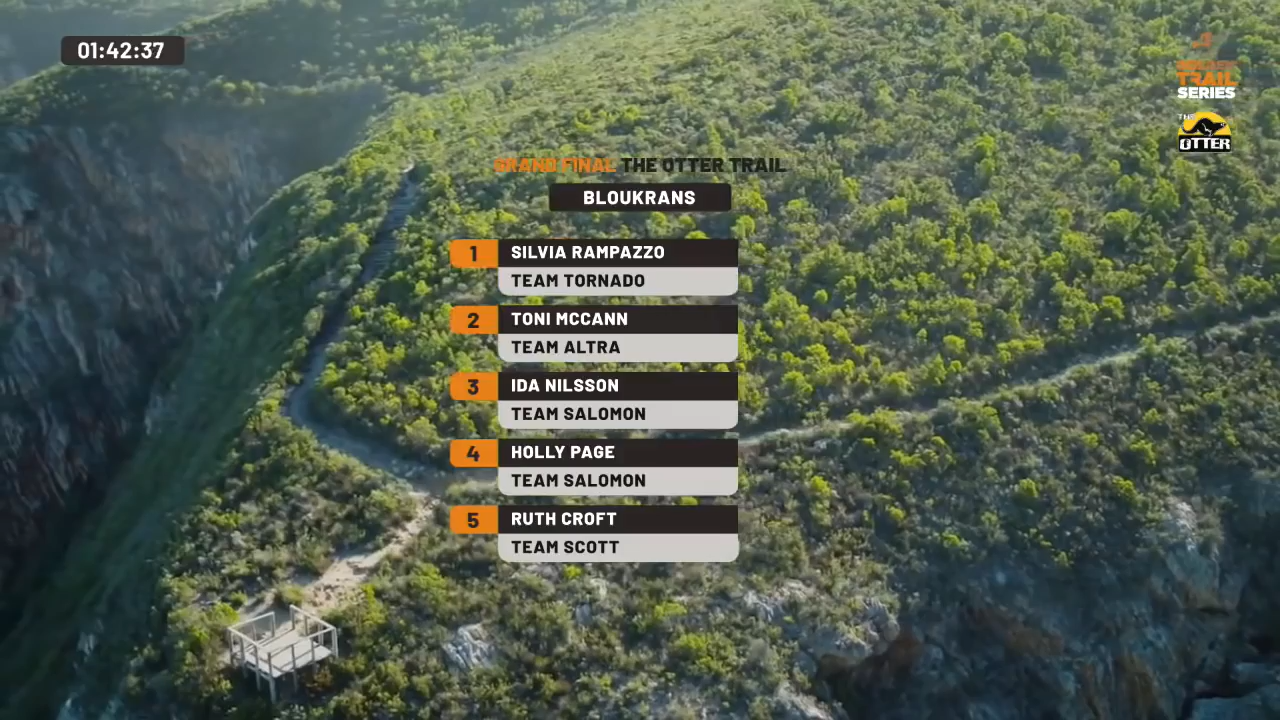 01:42:37
TRAIL
SERIES
THE
OTTER
GRAND FINAL THE OTTER TRAIL
BLOUKRANS
1 SILVIA RAMPAZZO
TEAM TORNADO
2 TONI MCCANN
TEAM ALTRA
3 IDA NILSSON
TEAM SALOMON
4 HOLLY PAGE
TEAM SALOMON
5 RUTH CROFT
TEAM SCOTT